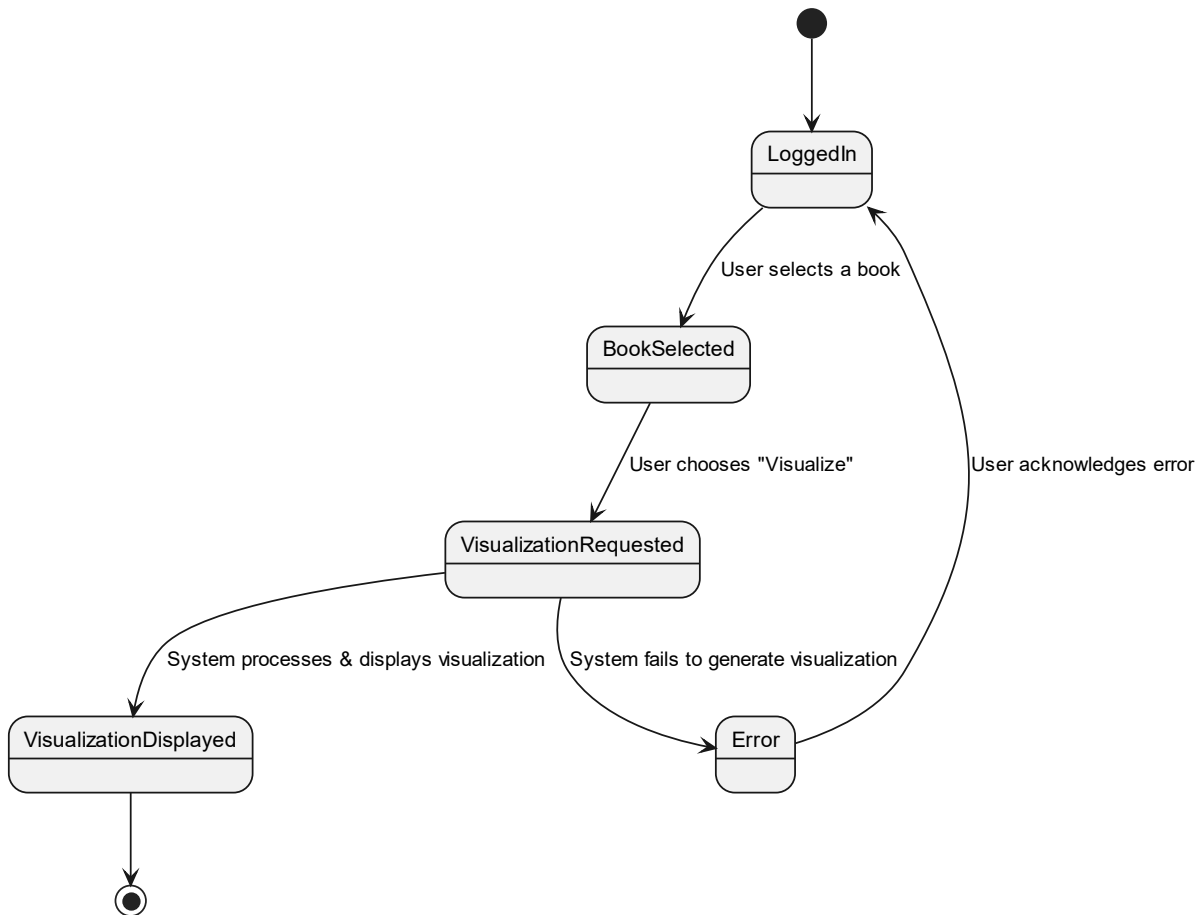 LoggedIn
User selects a book
BookSelected
User chooses "Visualize"
User acknowledges error
VisualizationRequested
System processes & displays visualization
System fails to generate visualization
VisualizationDisplayed
Error